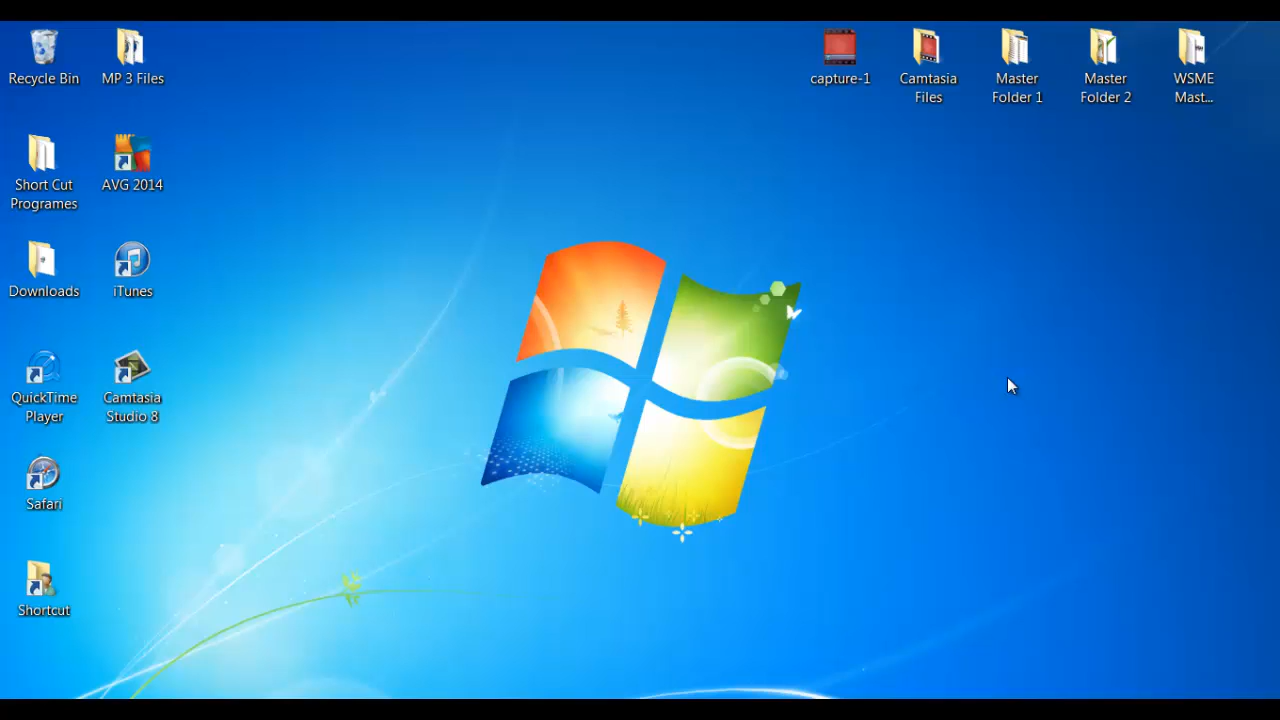 Recycle Bin
MP 3 Files
capture-1
Camtasia
Files
Master
Folder 1
Master
Folder 2
WSME
Mast...
Short Cut
Programes
AVG 2014
Downloads
iTunes
QuickTime
Player
Camtasia
Studio 8
Safari
Shortcut